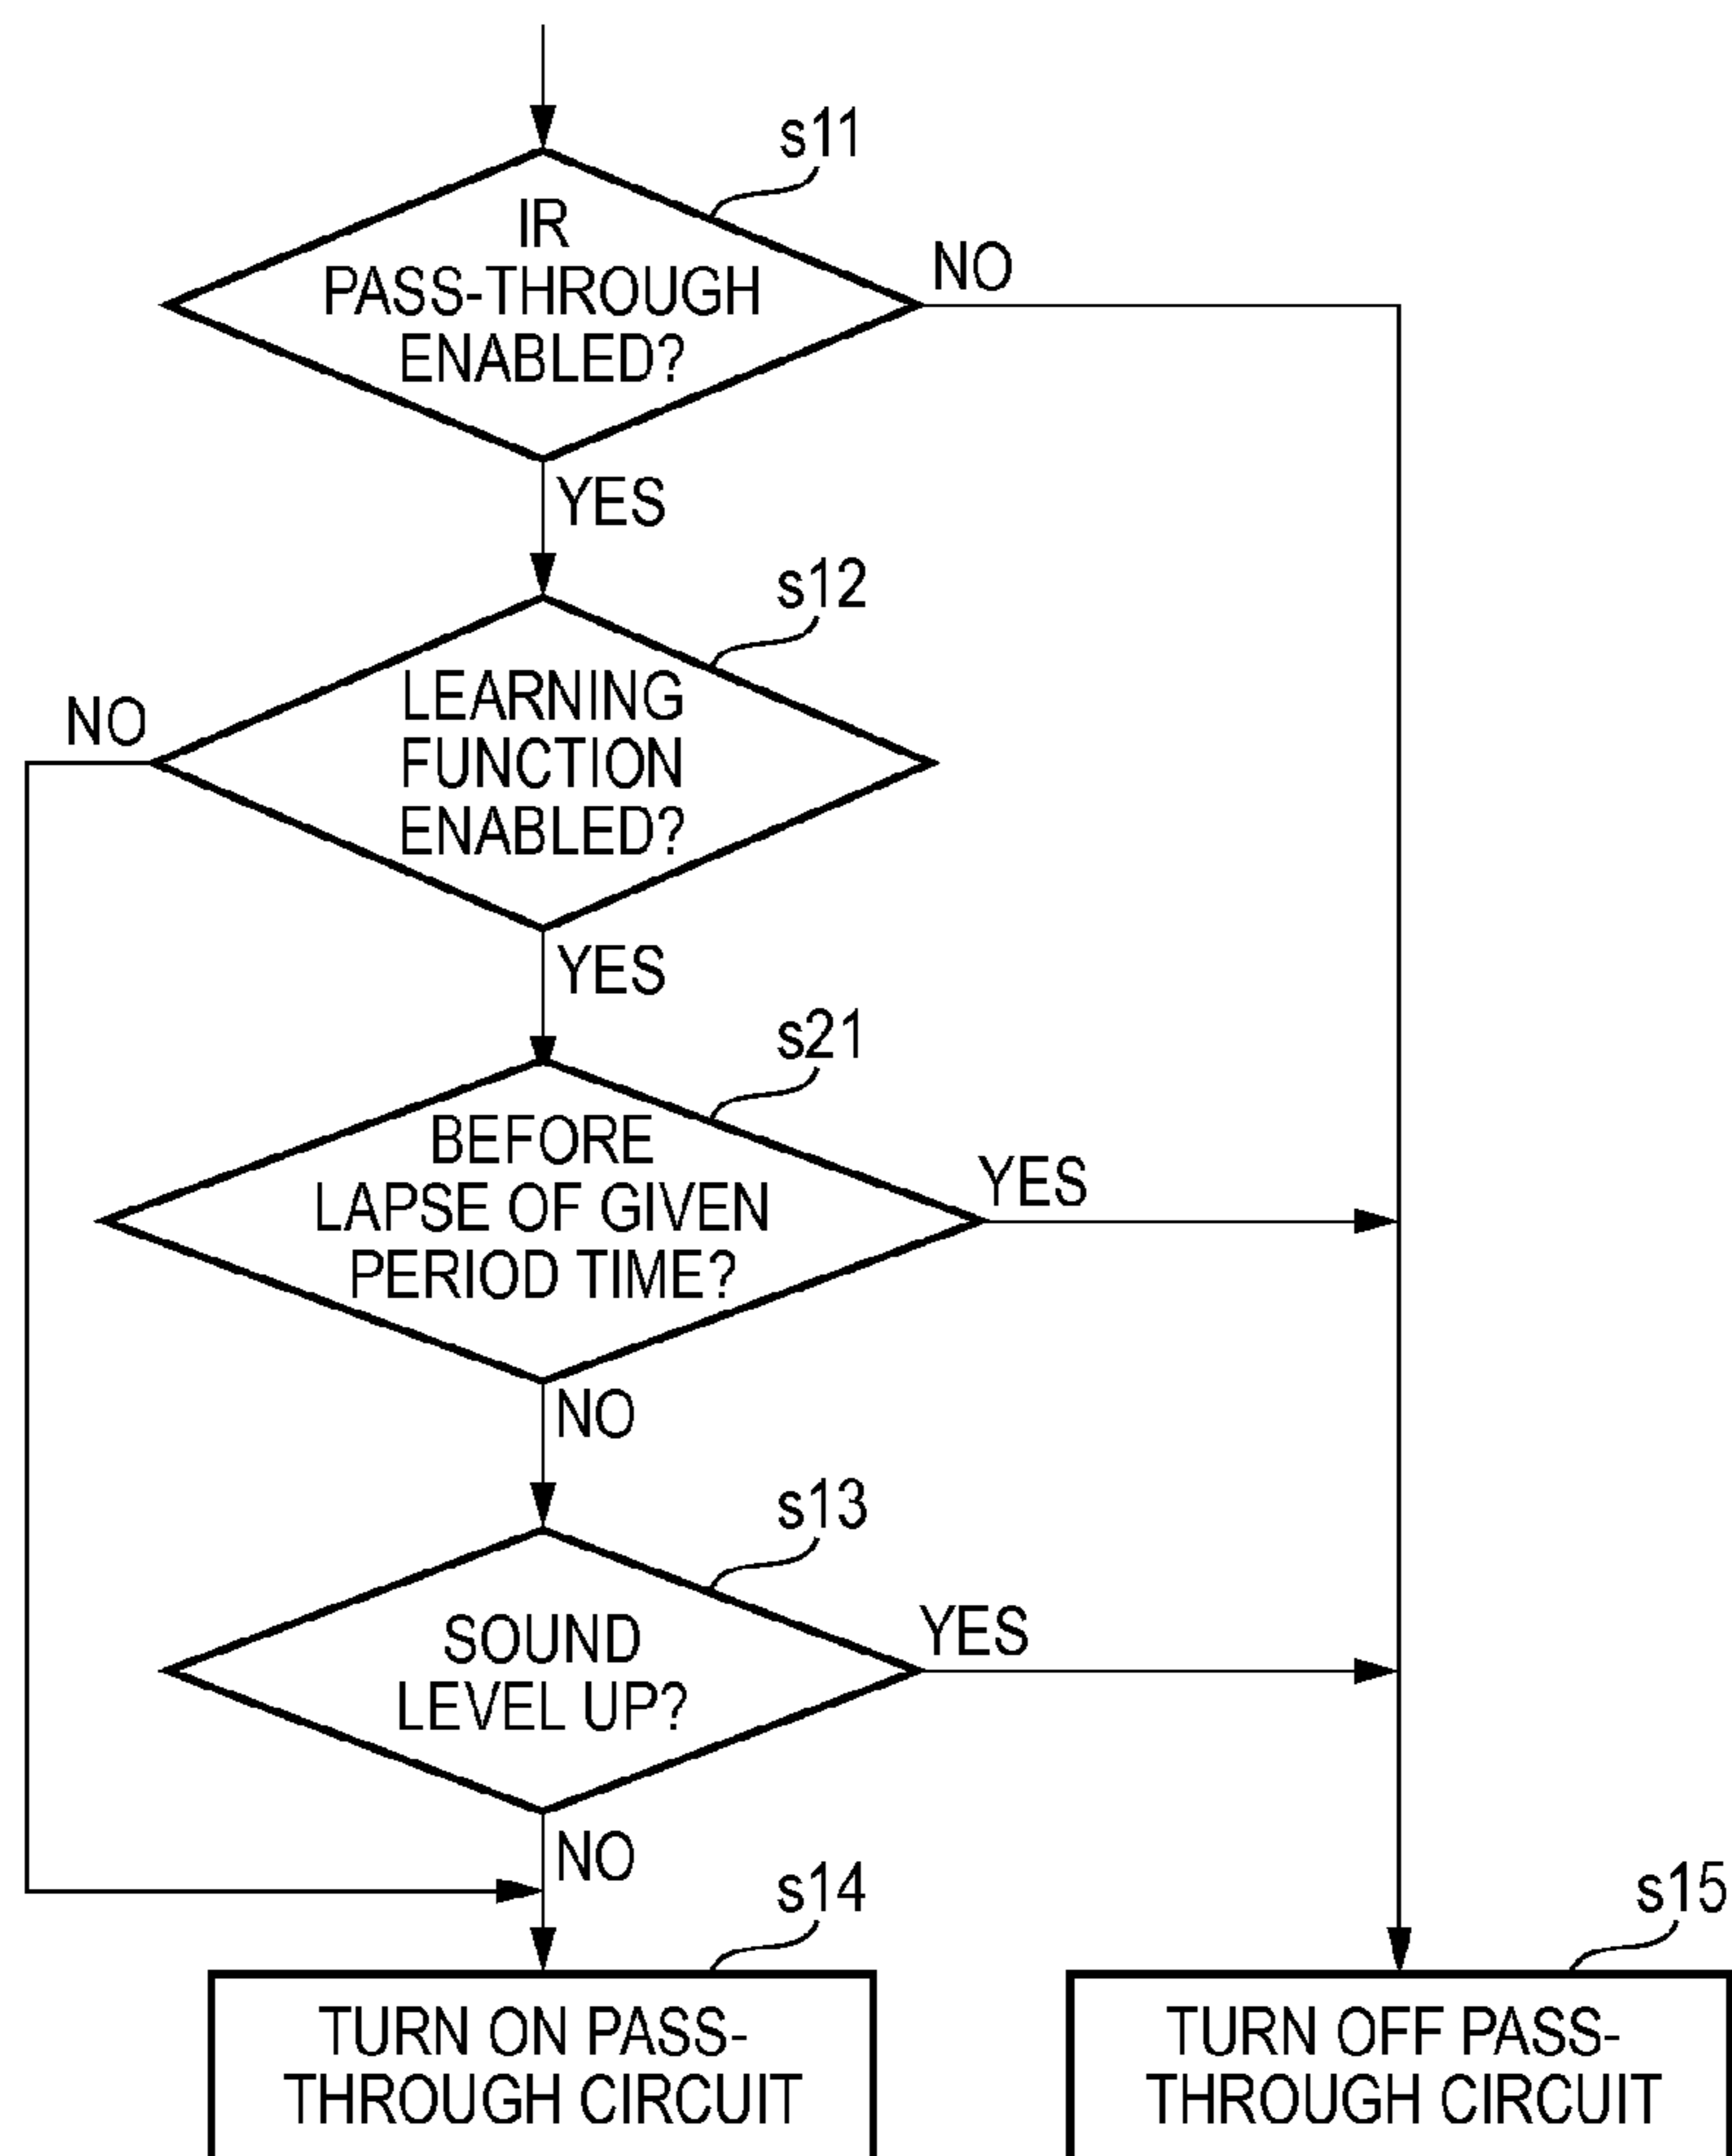 s11
IR
PASS-THROUGH
ENABLED?
NO
YES
s12
LEARNING
FUNCTION
ENABLED?
NO
YES
s21
BEFORE
LAPSE OF GIVEN
PERIOD TIME?
YES
NO
s13
SOUND
LEVEL UP?
YES
NO
s14
TURN ON PASS-
THROUGH CIRCUIT
s15
TURN OFF PASS-
THROUGH CIRCUIT